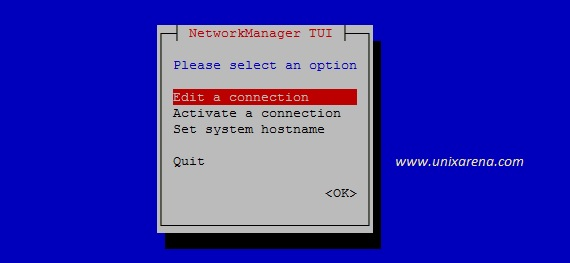 NetworkManager TUI
Please select an option
Edit a connection
Activate a connection
Set system hostname
Quit
www.unixarena.com
<OK>